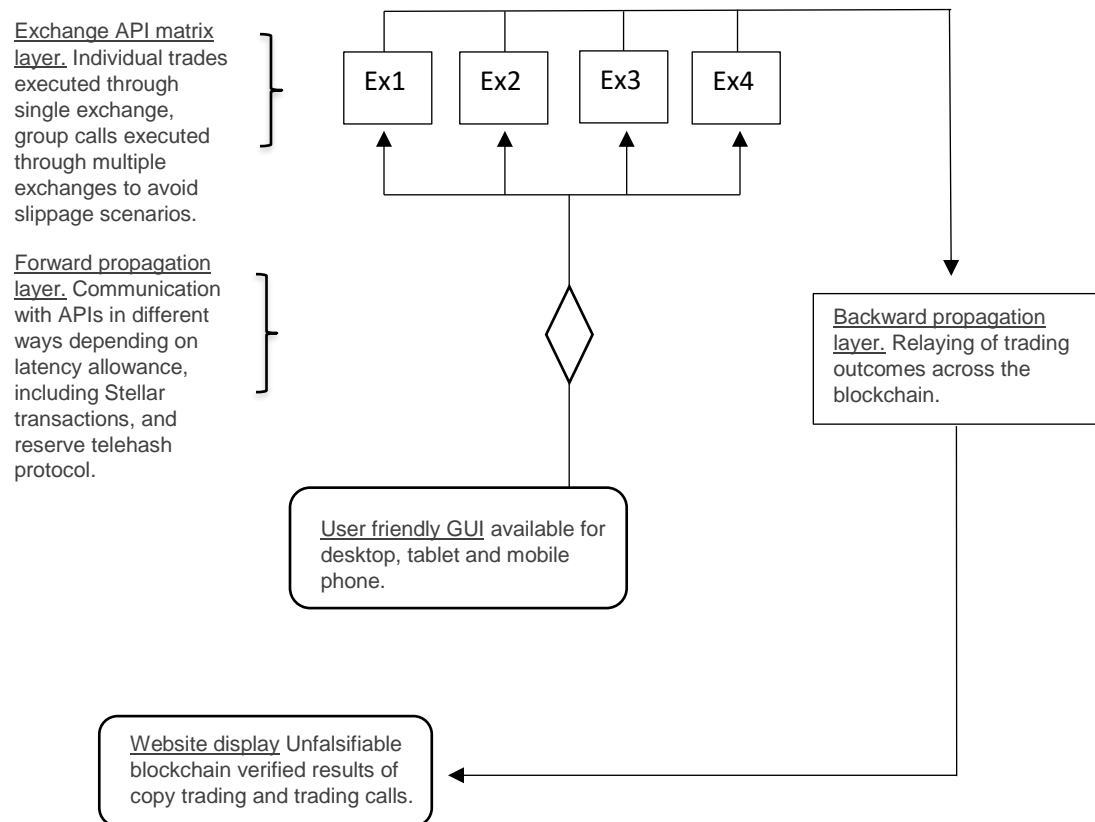 Exchange API matrix
layer. Individual trades
executed through
single exchange,
group calls executed
through multiple
exchanges to avoid
slippage scenarios.
Ex1
Ex2
Ex3
Ex4
Forward propagation
layer. Communication
with APIs in different
ways depending on
latency allowance,
including Stellar
transactions, and
reserve telehash
protocol.
Backward propagation
layer. Relaying of trading
outcomes across the
blockchain.
User friendly GUI available for
desktop, tablet and mobile
phone.
Website display Unfalsifiable
blockchain verified results of
copy trading and trading calls.